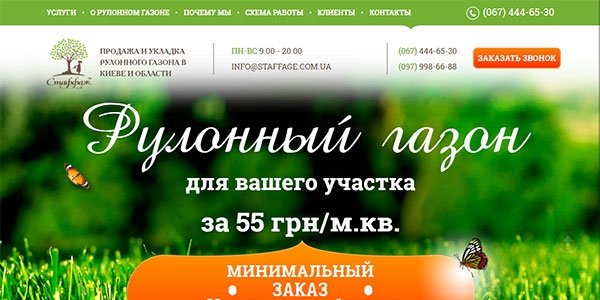 УСЛУГИ • О РУЛОННОМ ГАЗОНЕ • ПОЧЕМУ МЫ • СХЕМА РАБОТЫ • КЛИЕНТЫ • КОНТАКТЫ (067) 444-65-30
Стаффаж
ПРОДАЖА И УКЛАДКА
РУЛОННОГО ГАЗОНА В
КИЕВЕ И ОБЛАСТИ
ПН-ВС 9.00 - 20.00
INFO@STAFFAGE.COM.UA
(067) 444-65-30
(097) 998-66-88
ЗАКАЗАТЬ ЗВОНОК
Рулонный газон
для вашего участка
за 55 грн/м.кв.
МИНИМАЛЬНЫЙ
• ЗАКАЗ •